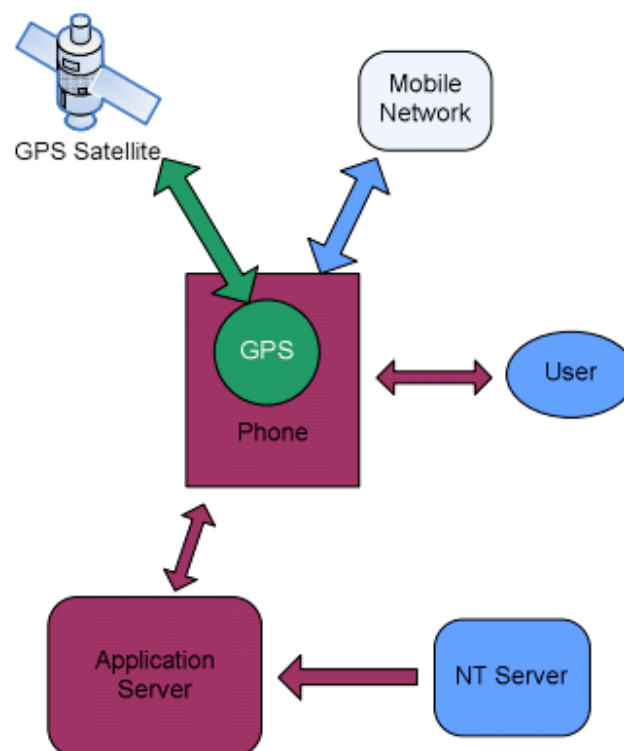 GPS Satellite
Mobile
Network
GPS
Phone
User
Application
Server
NT Server